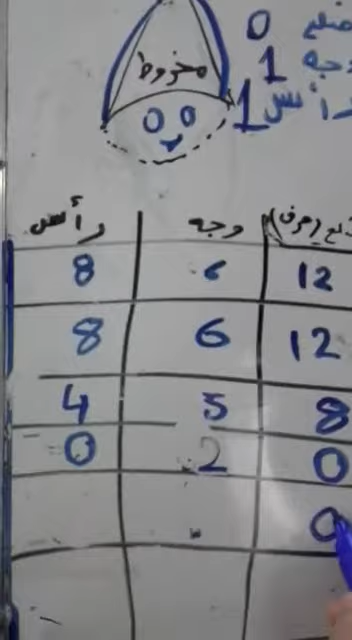 ضلع 0
مخروط
وجه 1
رأس 1
ضلع (حرف) وجه رأس
12 6 8
12 6 8
8 5 4
0 2 0
0